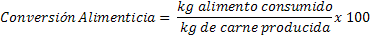 Conversión Alimenticia = kg alimento consumido / kg de carne producida x 100